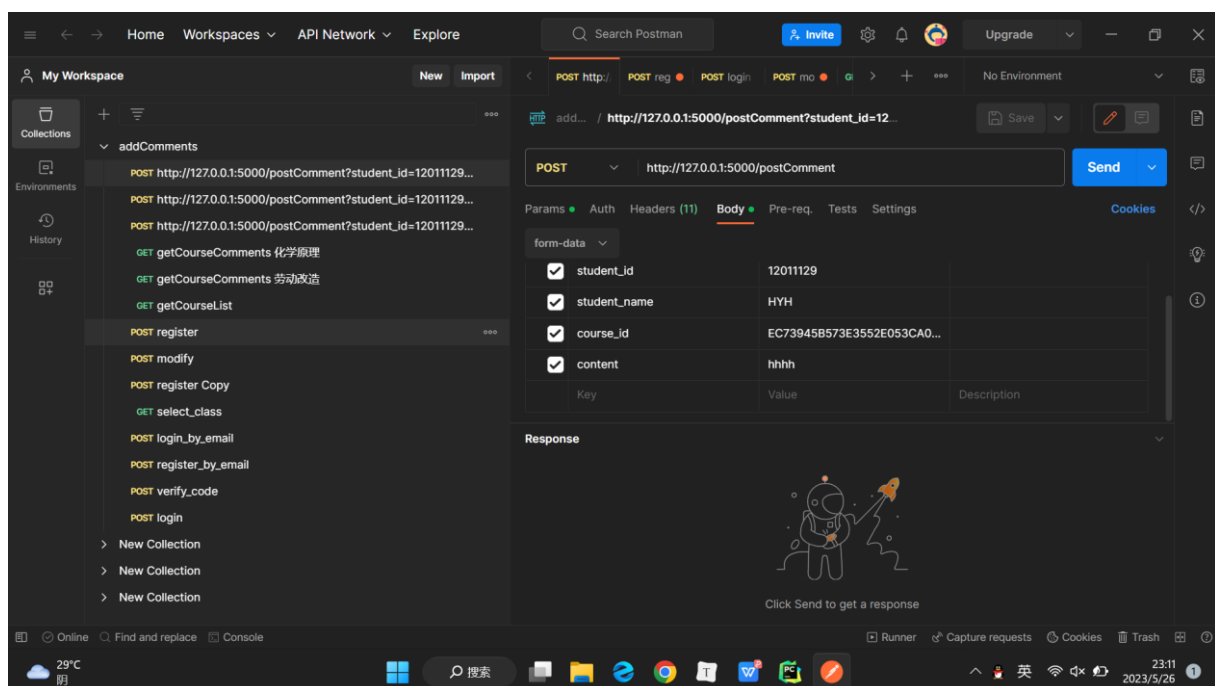 Home Workspaces API Network Explore Search Postman Invite Upgrade
My Workspace New Import POST http:/ POST reg POST login POST mo No Environment
Collections
HTTP add... / http://127.0.0.1:5000/postComment?student_id=12... Save
addComments
POST http://127.0.0.1:5000/postComment?student_id=12011129...
POST http://127.0.0.1:5000/postComment?student_id=12011129...
POST http://127.0.0.1:5000/postComment?student_id=12011129...
GET getCourseComments 化学原理
GET getCourseComments 劳动改造
GET getCourseList
POST register
POST modify
POST register Copy
GET select_class
POST login_by_email
POST register_by_email
POST verify_code
POST login
New Collection
New Collection
New Collection
Environments
History
POST http://127.0.0.1:5000/postComment Send
Params Auth Headers (11) Body Pre-req. Tests Settings Cookies
form-data
student_id 12011129
student_name HYH
course_id EC73945B573E3552E053CA0...
content hhhh
Key Value Description
Response
Click Send to get a response
Online Find and replace Console Runner Capture requests Cookies Trash
29°C
阴
搜索
英
23:11
2023/5/26
1